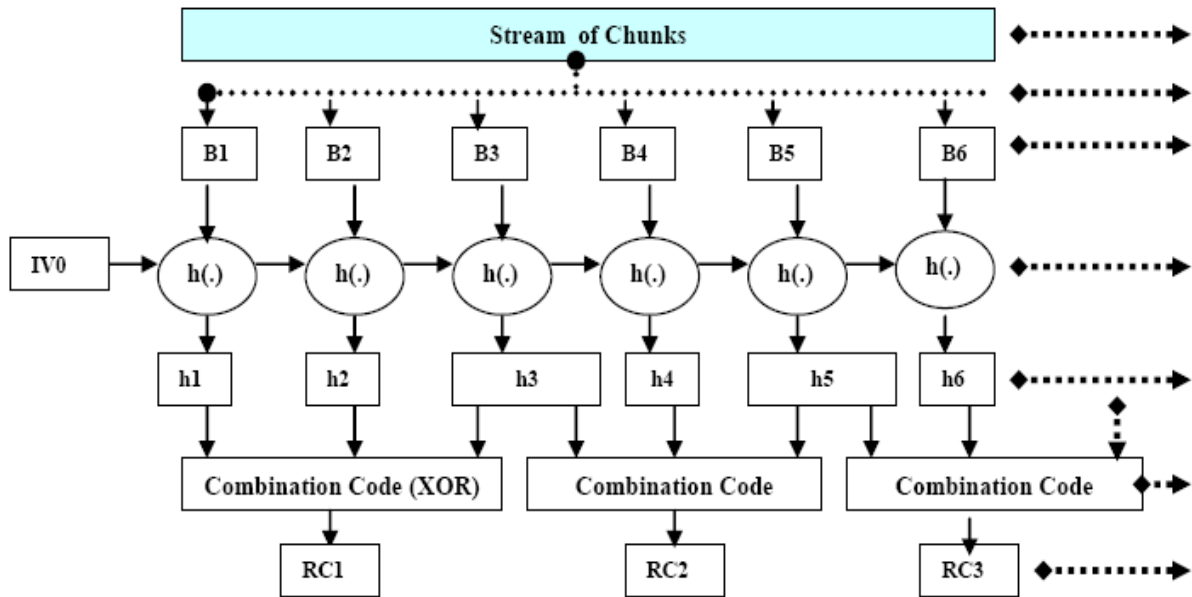 Stream of Chunks
B1 B2 B3 B4 B5 B6
IV0 h(.) h(.) h(.) h(.) h(.) h(.)
h1 h2 h3 h4 h5 h6
Combination Code (XOR) Combination Code Combination Code
RC1 RC2 RC3